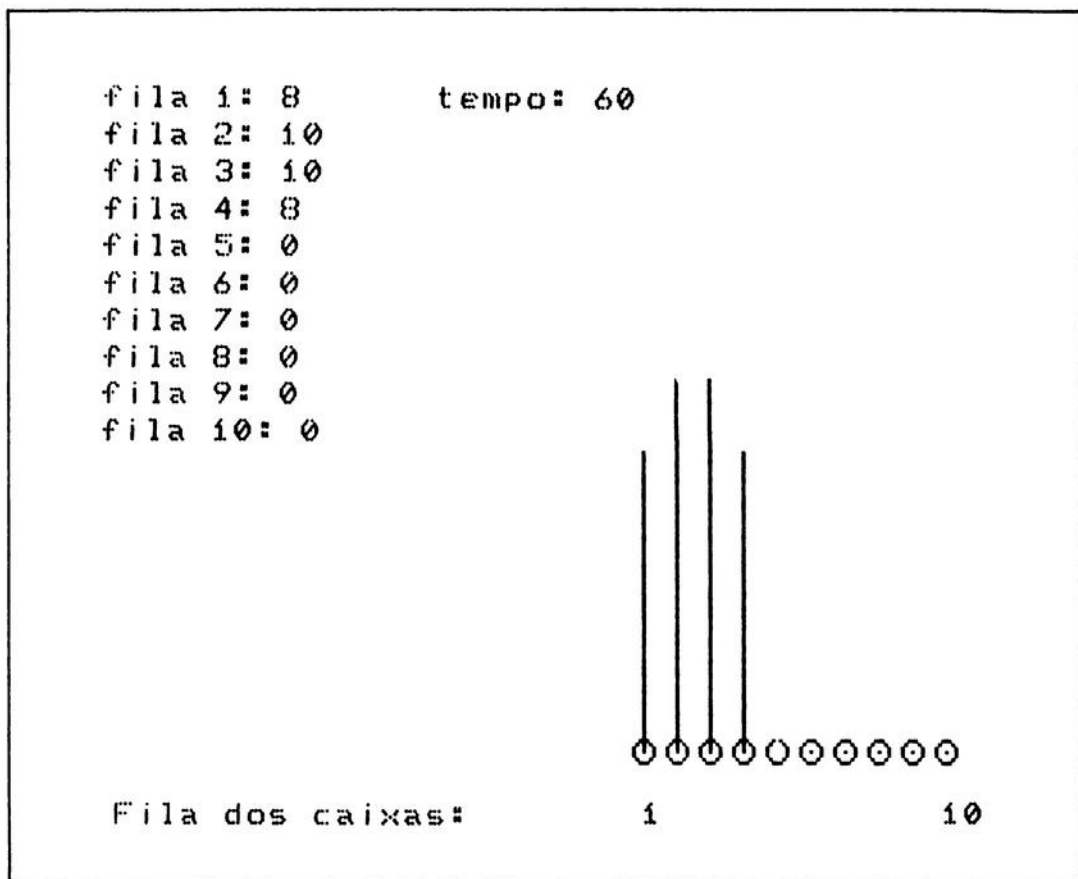 fila 1: 8 tempo: 60
fila 2: 10
fila 3: 10
fila 4: 8
fila 5: 0
fila 6: 0
fila 7: 0
fila 8: 0
fila 9: 0
fila 10: 0
Fila dos caixas: 1 10